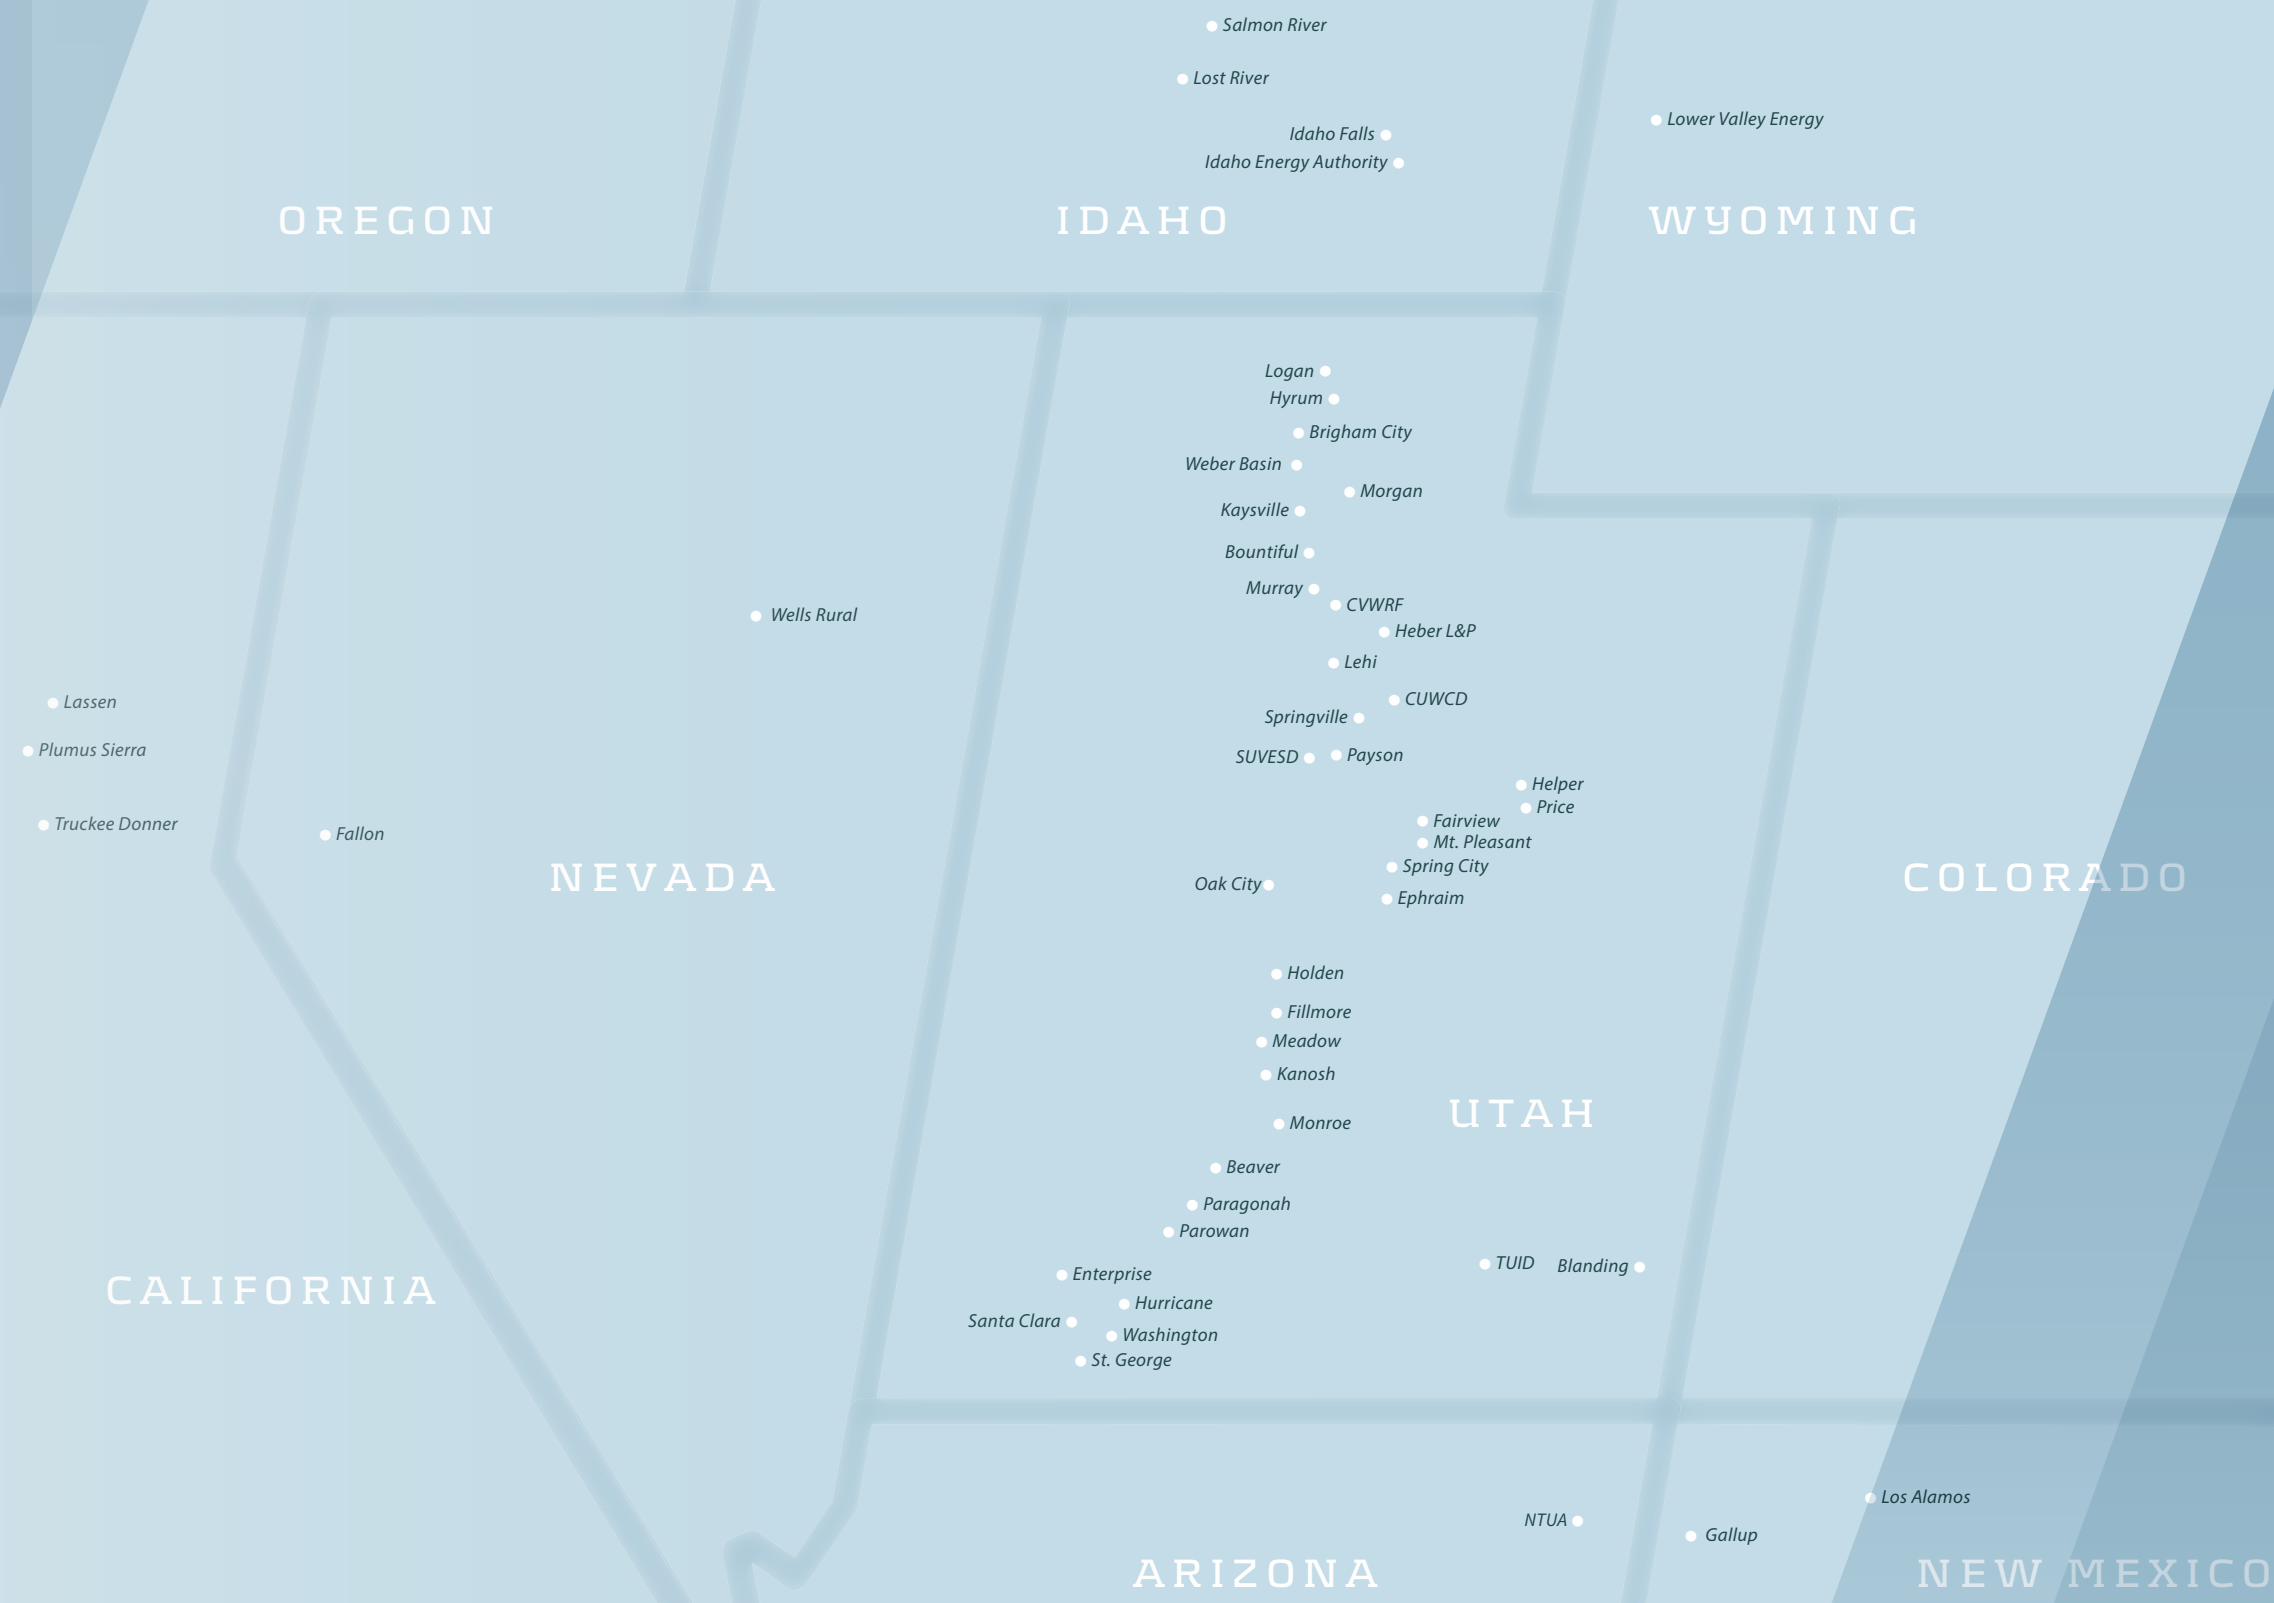 Salmon River
Lost River
Lower Valley Energy
Idaho Falls
Idaho Energy Authority
OREGON
IDAHO
WYOMING
Logan
Hyrum
Brigham City
Weber Basin
Morgan
Kaysville
Bountiful
Murray
CVWRF
Wells Rural
Heber L&P
Lehi
Lassen
CUWCD
Springville
Plumus Sierra
SUVESD
Payson
Helper
Price
Fairview
Truckee Donner
Fallon
Mt. Pleasant
Spring City
NEVADA
COLORADO
Oak City
Ephraim
Holden
Fillmore
Meadow
Kanosh
UTAH
Monroe
Beaver
Paragonah
Parowan
TUID
Blanding
Enterprise
CALIFORNIA
Hurricane
Santa Clara
Washington
St. George
Los Alamos
NTUA
Gallup
ARIZONA
NEW MEXICO